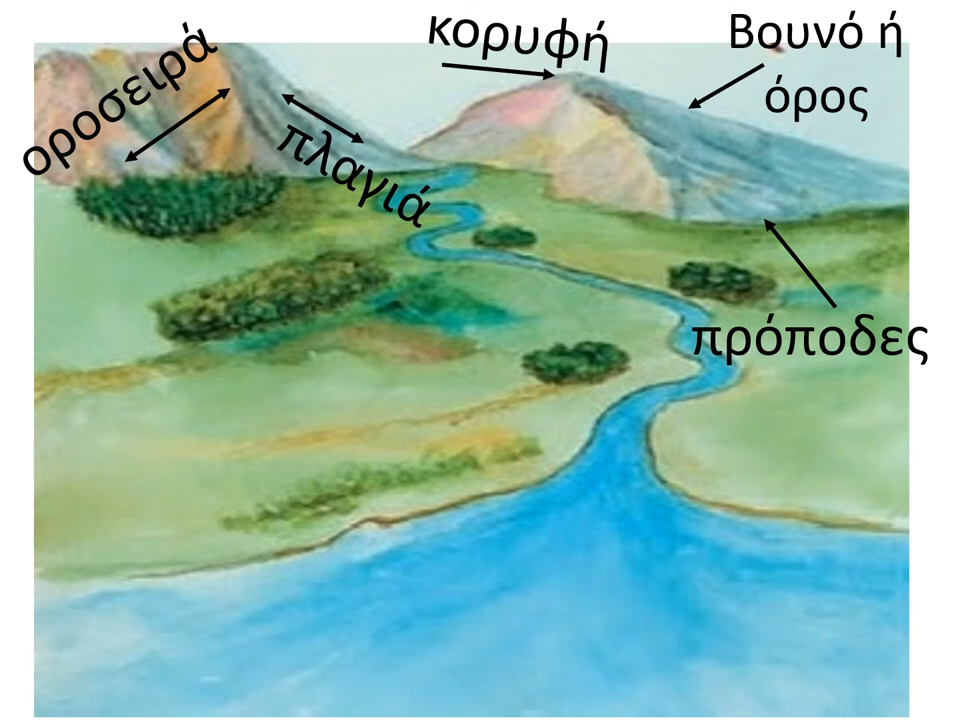 οροσειρά
πλαγιά
κορυφή
Βουνό ή
όρος
πρόποδες